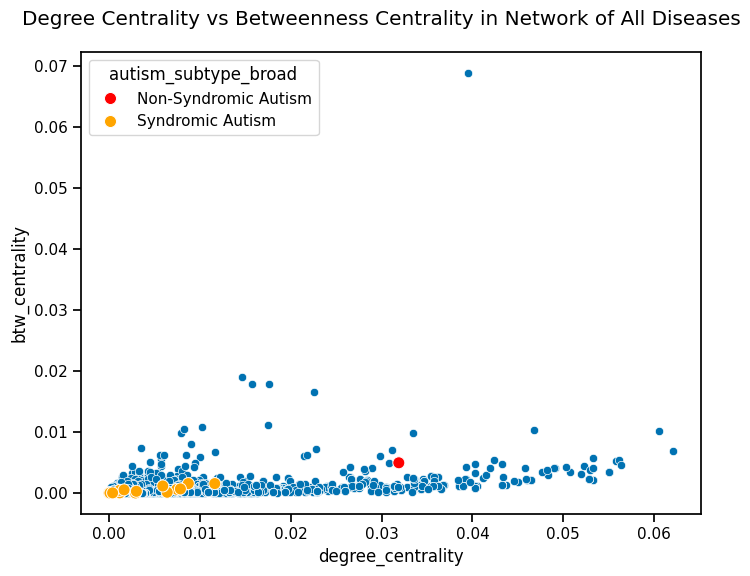 Degree Centrality vs Betweenness Centrality in Network of All Diseases
autism_subtype_broad
Non-Syndromic Autism
Syndromic Autism
btw_centrality
0.07
0.06
0.05
0.04
0.03
0.02
0.01
0.00
0.00 0.01 0.02 0.03 0.04 0.05 0.06
degree_centrality